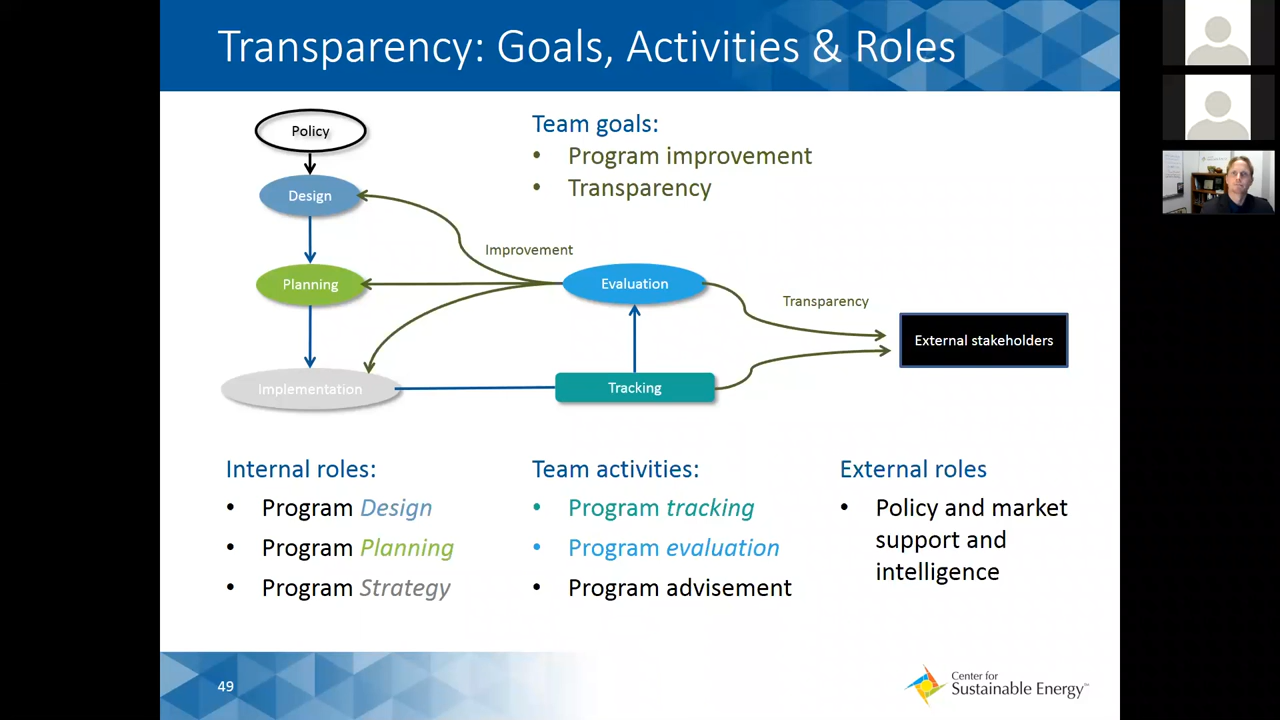 Transparency: Goals, Activities & Roles
Policy
Design
Planning
Implementation
Improvement
Evaluation
Tracking
Transparency
External stakeholders
Team goals:
• Program improvement
• Transparency
Internal roles:
• Program Design
• Program Planning
• Program Strategy
Team activities:
• Program tracking
• Program evaluation
• Program advisement
External roles
• Policy and market
support and
intelligence
49
Center for
Sustainable Energy™